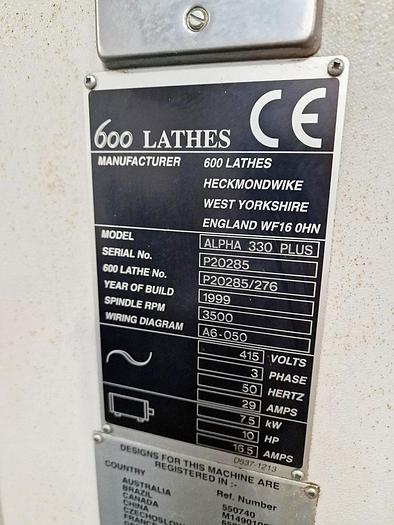 600 LATHES CE
MANUFACTURER 600 LATHES
HECKMONDWIKE
WEST YORKSHIRE
ENGLAND WF16 0HN
MODEL ALPHA 330 PLUS
SERIAL No. P20285
600 LATHE No. P20285/276
YEAR OF BUILD 1999
SPINDLE RPM 3500
WIRING DIAGRAM A6-050
415 VOLTS
3 PHASE
50 HERTZ
29 AMPS
7.5 kW
10 HP
16.5 AMPS
D537-1213
DESIGNS FOR THIS MACHINE ARE
REGISTERED IN :-
COUNTRY Ref. Number
AUSTRALIA 550740
BRAZIL
CANADA
CHINA